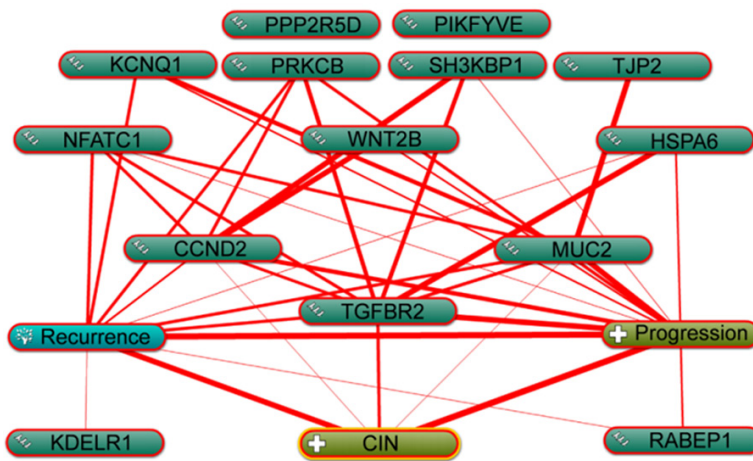 PPP2R5D
PIKFYVE
KCNQ1
PRKCB
SH3KBP1
TJP2
NFATC1
WNT2B
HSPA6
CCND2
MUC2
TGFBR2
Recurrence
Progression
KDELR1
CIN
RABEP1